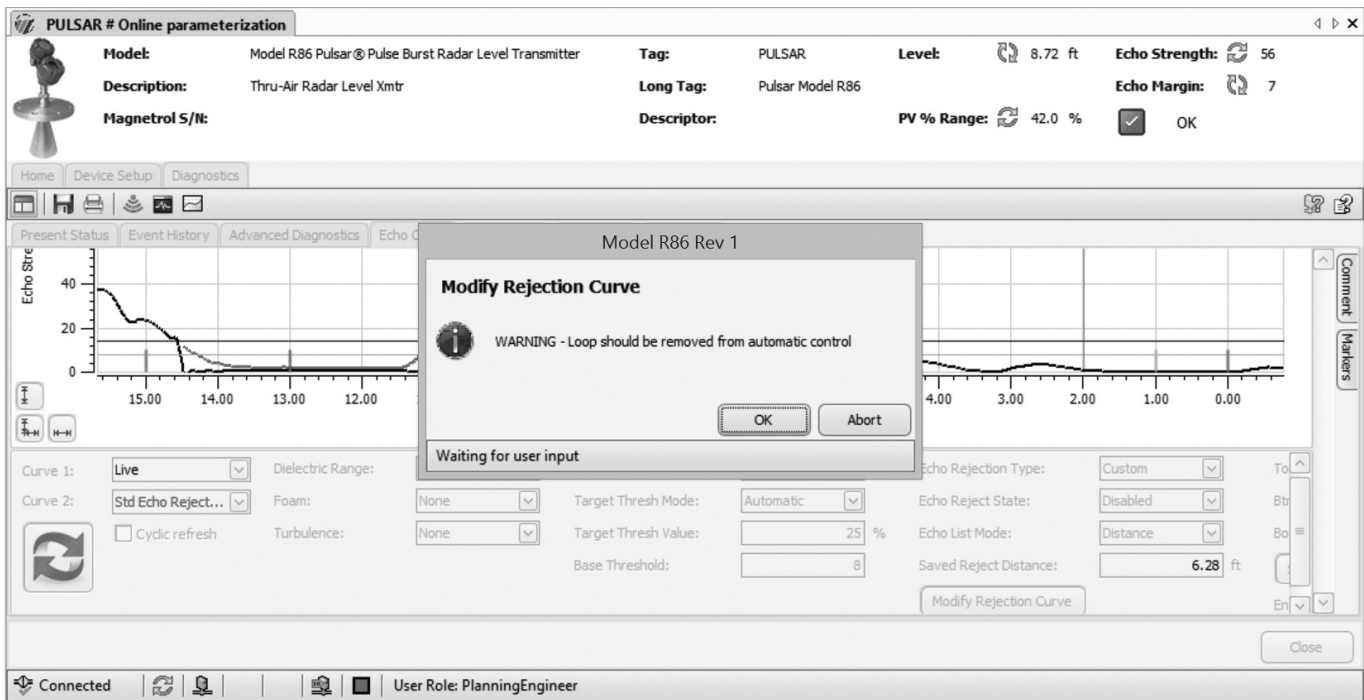 PULSAR # Online parameterization
Model: Model R86 Pulsar® Pulse Burst Radar Level Transmitter Tag: PULSAR Level: 8.72 ft Echo Strength: 56
Description: Thru-Air Radar Level Xmtr Long Tag: Pulsar Model R86 Echo Margin: 7
Magnetrol S/N: Descriptor: PV % Range: 42.0 % OK
Home Device Setup Diagnostics
Present Status Event History Advanced Diagnostics Echo
Model R86 Rev 1
Modify Rejection Curve
WARNING - Loop should be removed from automatic control
OK Abort
Waiting for user input
Echo Stre
40
20
0
15.00 14.00 13.00 12.00 4.00 3.00 2.00 1.00 0.00
Comment
Markers
Curve 1: Live Dielectric Range: Echo Rejection Type: Custom
Curve 2: Std Echo Reject... Foam: None Target Thresh Mode: Automatic Echo Reject State: Disabled
Cyclic refresh Turbulence: None Target Thresh Value: 25 % Echo List Mode: Distance
Base Threshold: 8 Saved Reject Distance: 6.28 ft
Modify Rejection Curve
Close
Connected User Role: PlanningEngineer